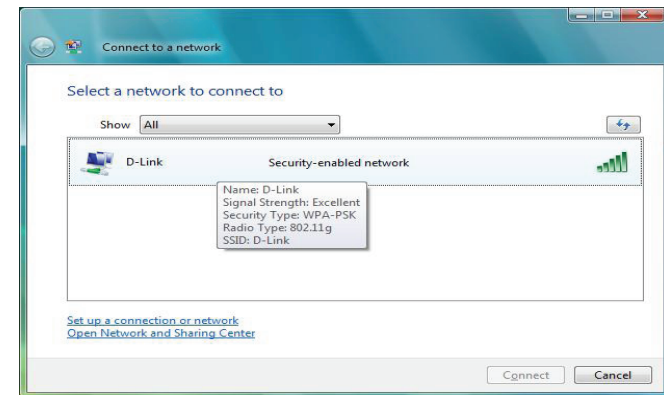 Connect to a network
Select a network to connect to
Show All
D-Link Security-enabled network
Name: D-Link
Signal Strength: Excellent
Security Type: WPA-PSK
Radio Type: 802.11g
SSID: D-Link
Set up a connection or network
Open Network and Sharing Center
Connect Cancel